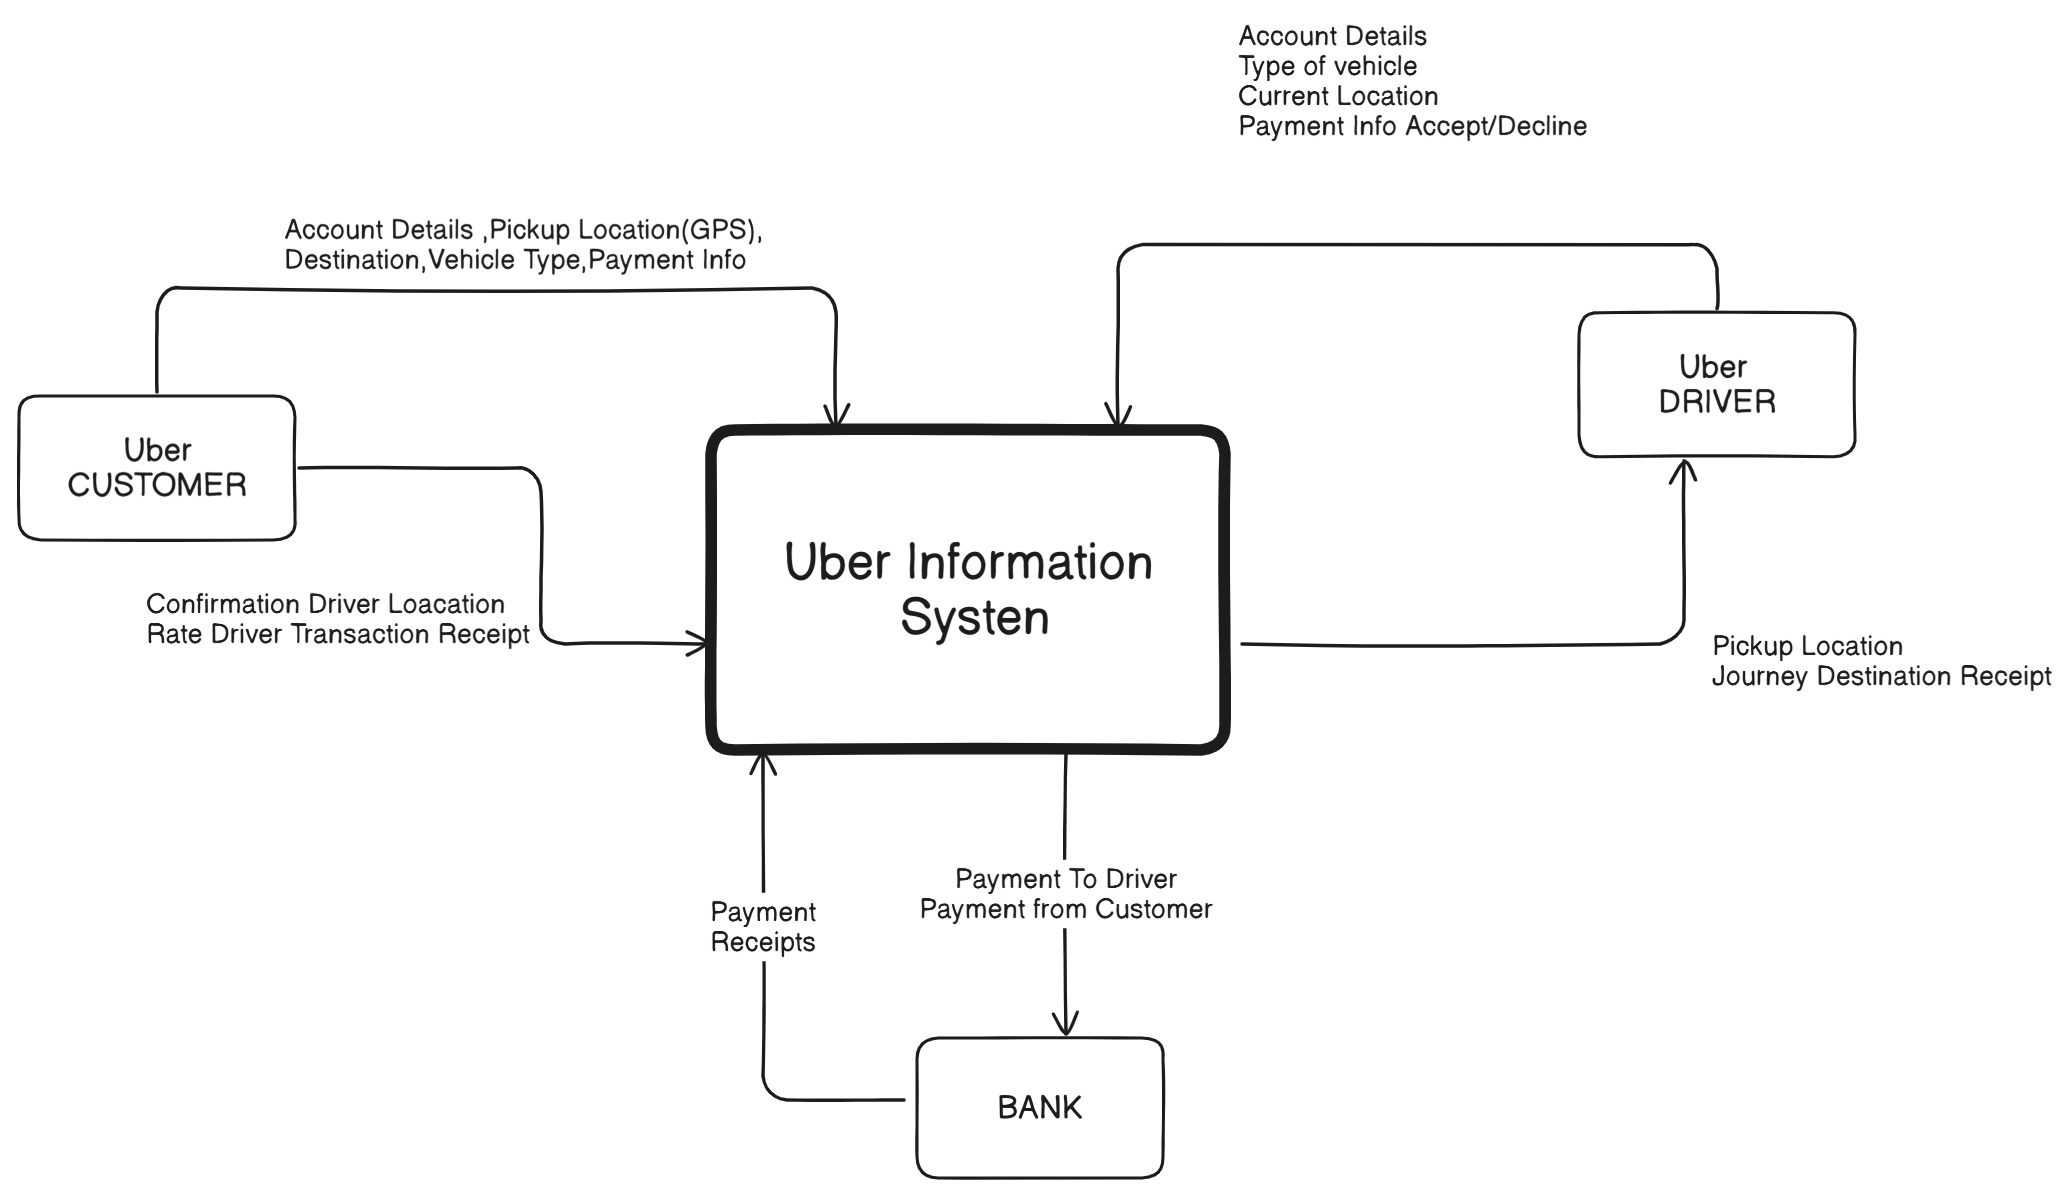 Account Details
Type of vehicle
Current Location
Payment Info Accept/Decline
Account Details ,Pickup Location(GPS),
Destination,Vehicle Type,Payment Info
Uber
DRIVER
Uber
CUSTOMER
Uber Information
Systen
Confirmation Driver Loacation
Rate Driver Transaction Receipt
Pickup Location
Journey Destination Receipt
Payment To Driver
Payment from Customer
Payment
Receipts
BANK